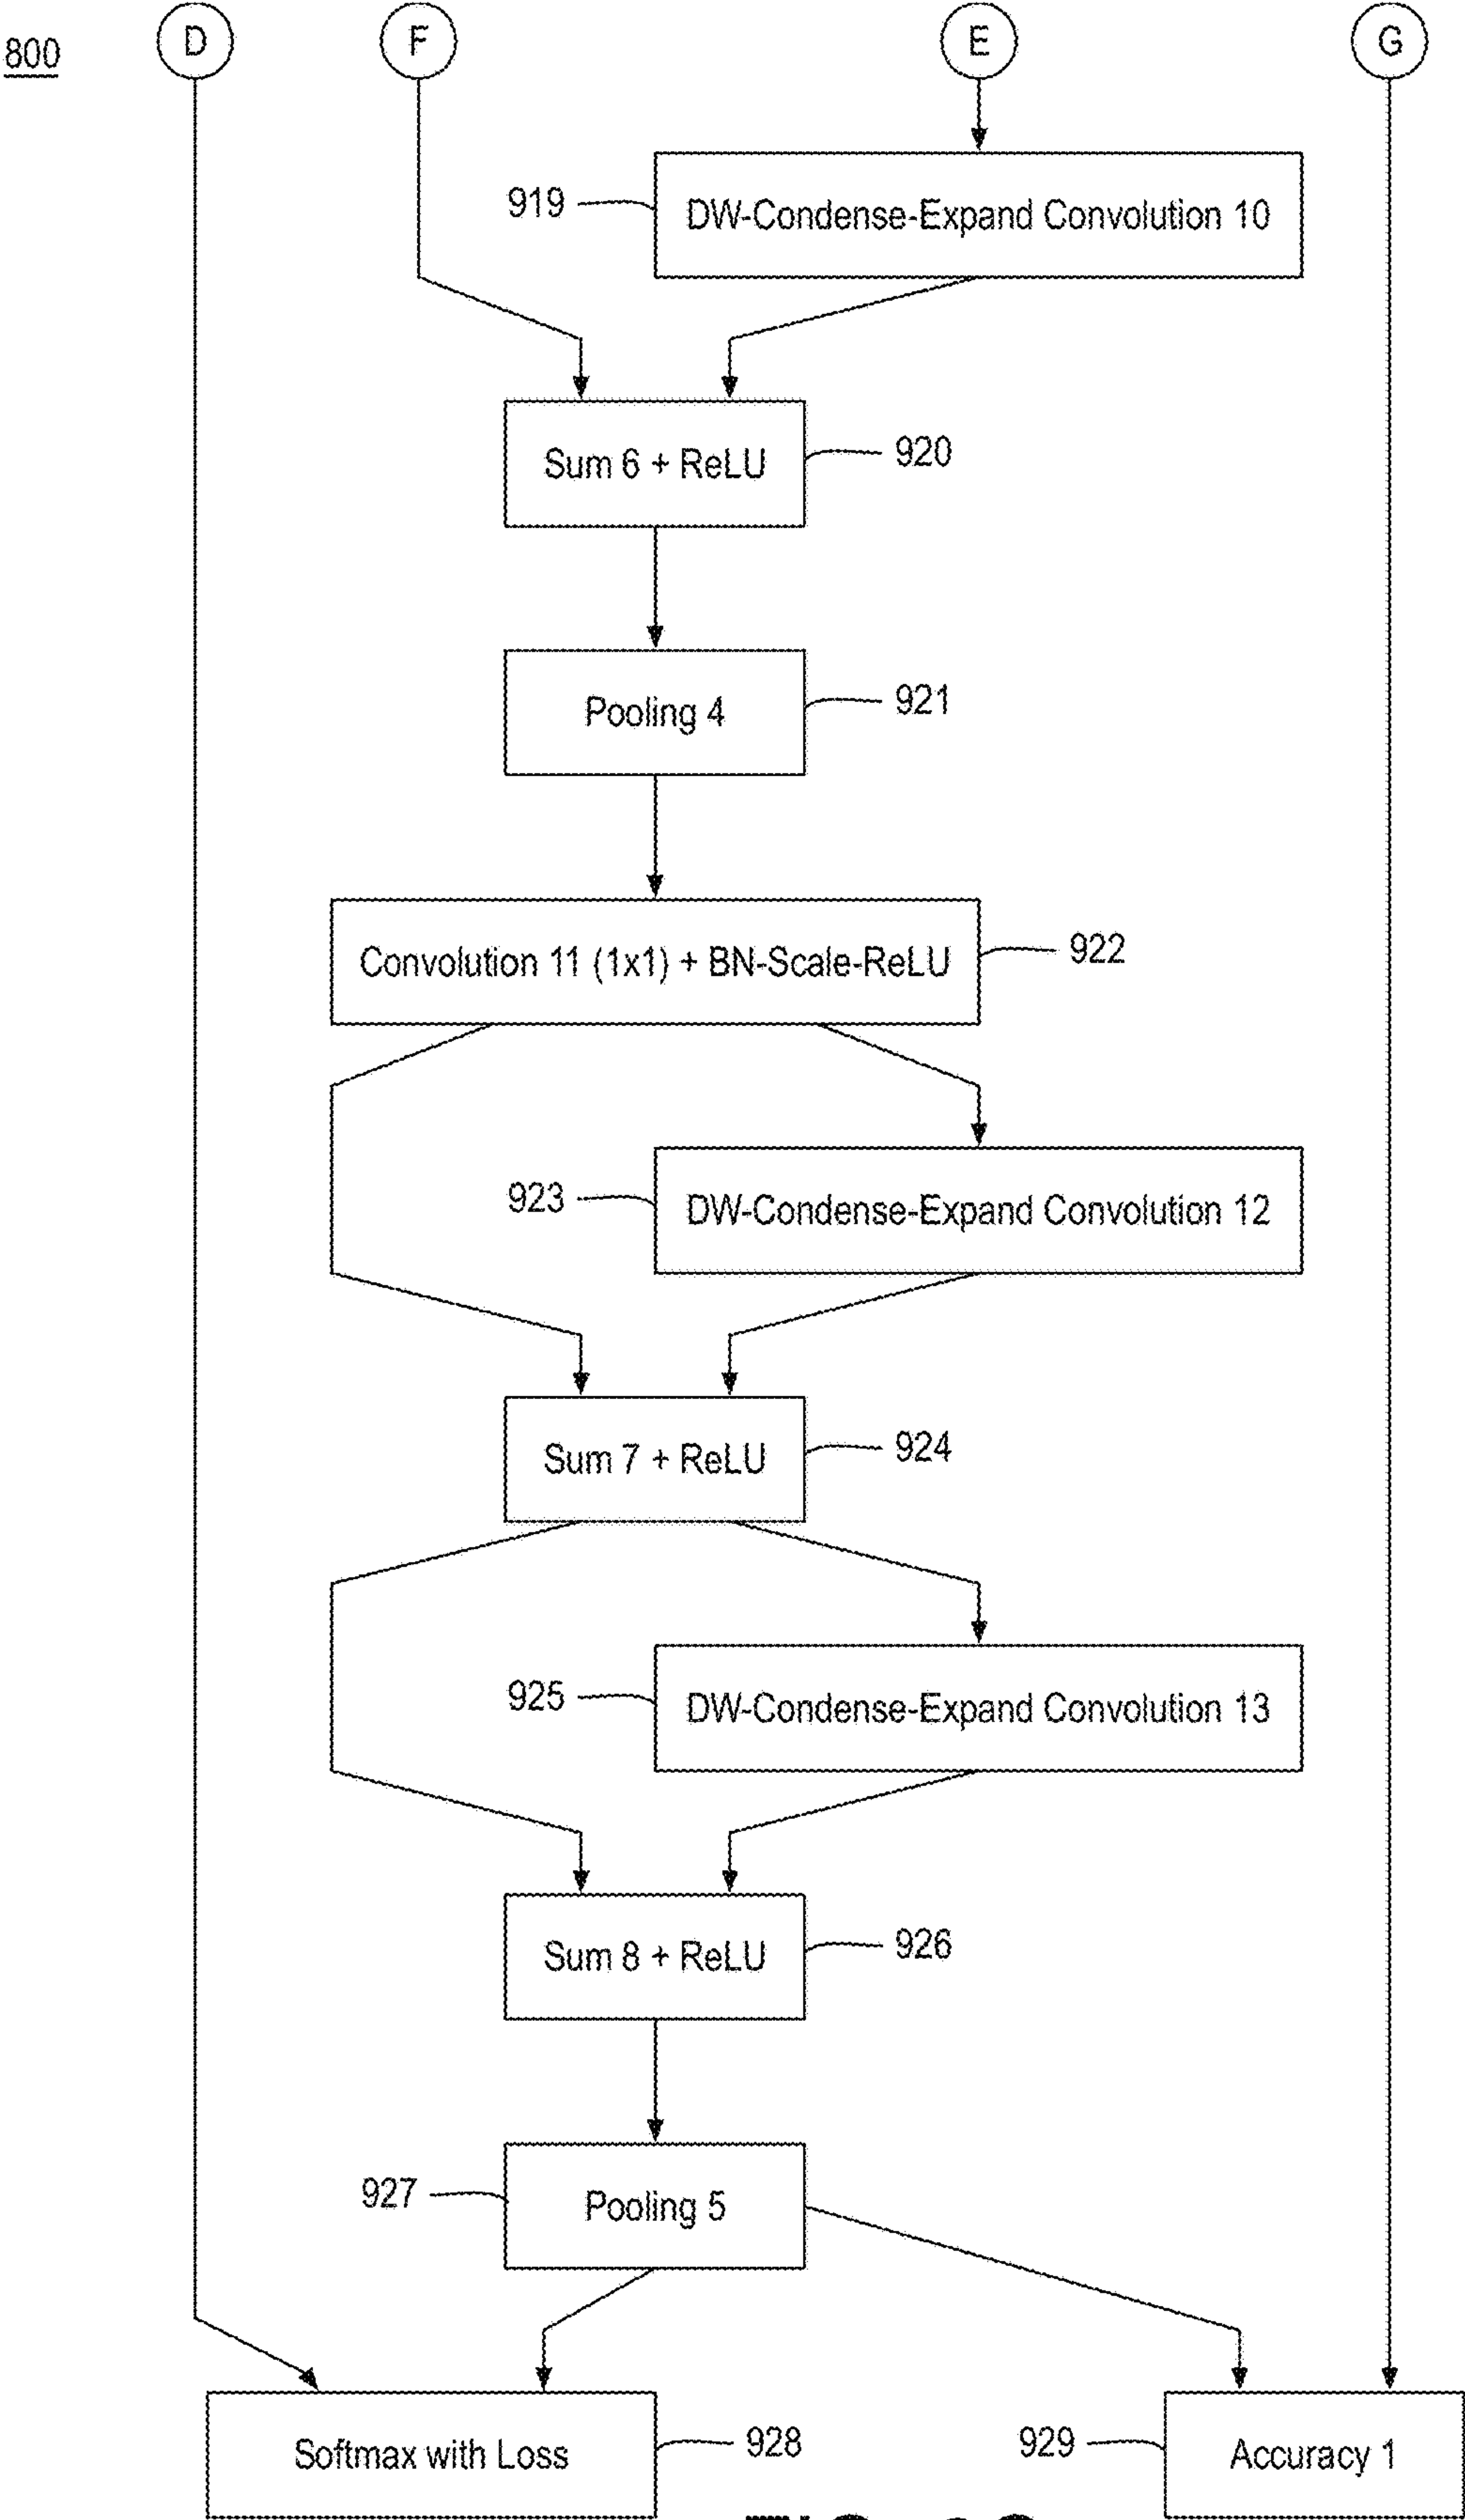 800
D
F
E
G
919
DW-Condense-Expand Convolution 10
Sum 6 + ReLU
920
Pooling 4
921
Convolution 11 (1x1) + BN-Scale-ReLU
922
923
DW-Condense-Expand Convolution 12
Sum 7 + ReLU
924
925
DW-Condense-Expand Convolution 13
Sum 8 + ReLU
926
927
Pooling 5
Softmax with Loss
928
929
Accuracy 1